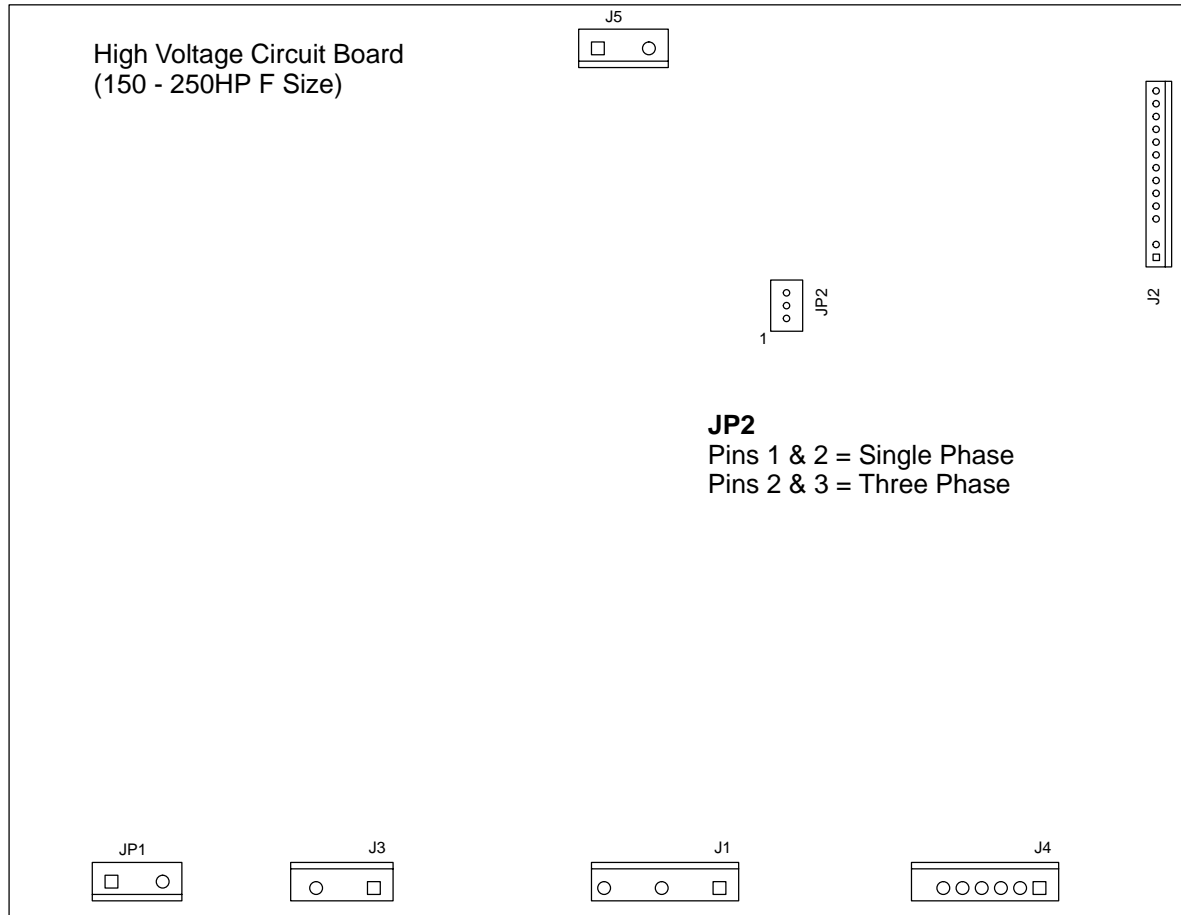 J5
High Voltage Circuit Board
(150 - 250HP F Size)
J2
JP2
1
JP2
Pins 1 & 2 = Single Phase
Pins 2 & 3 = Three Phase
JP1
J3
J1
J4